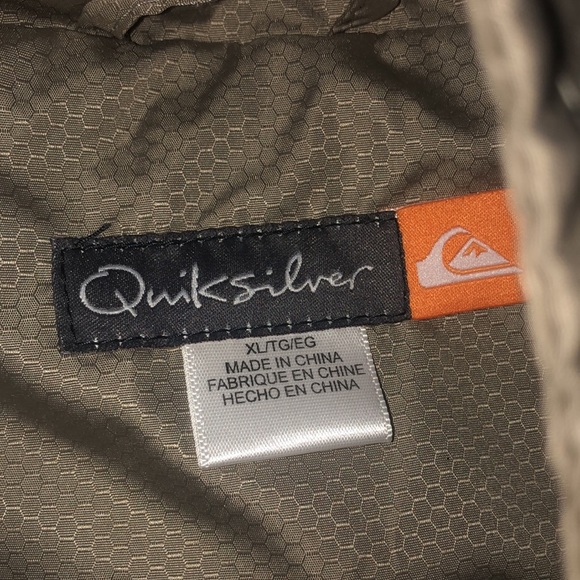 Quiksilver
XL/TG/EG
MADE IN CHINA
FABRIQUE EN CHINE
HECHO EN CHINA